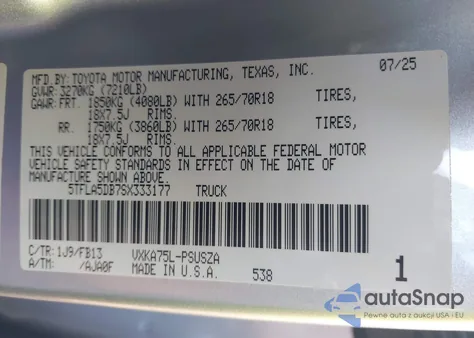 MFD.BY:TOYOTA MOTOR MANUFACTURING, TEXAS, INC. 07/25
GVWR: 3270KG (7210LB)
GAWR: FRT. 1850KG (4080LB) WITH 265/70R18 TIRES,
18X7.5J RIMS.
RR. 1750KG (3860LB) WITH 265/70R18 TIRES,
18X7.5J RIMS.
THIS VEHICLE CONFORMS TO ALL APPLICABLE FEDERAL MOTOR
VEHICLE SAFETY STANDARDS IN EFFECT ON THE DATE OF
MANUFACTURE SHOWN ABOVE.
5TFLA5DB7SX333177 TRUCK
C/TR: 1J9/FB13 VXKA75L-PSUSZA
A/TM: /AJA0F MADE IN U.S.A. 538 1
autoSnap
Pewne auta z aukcji USA i EU